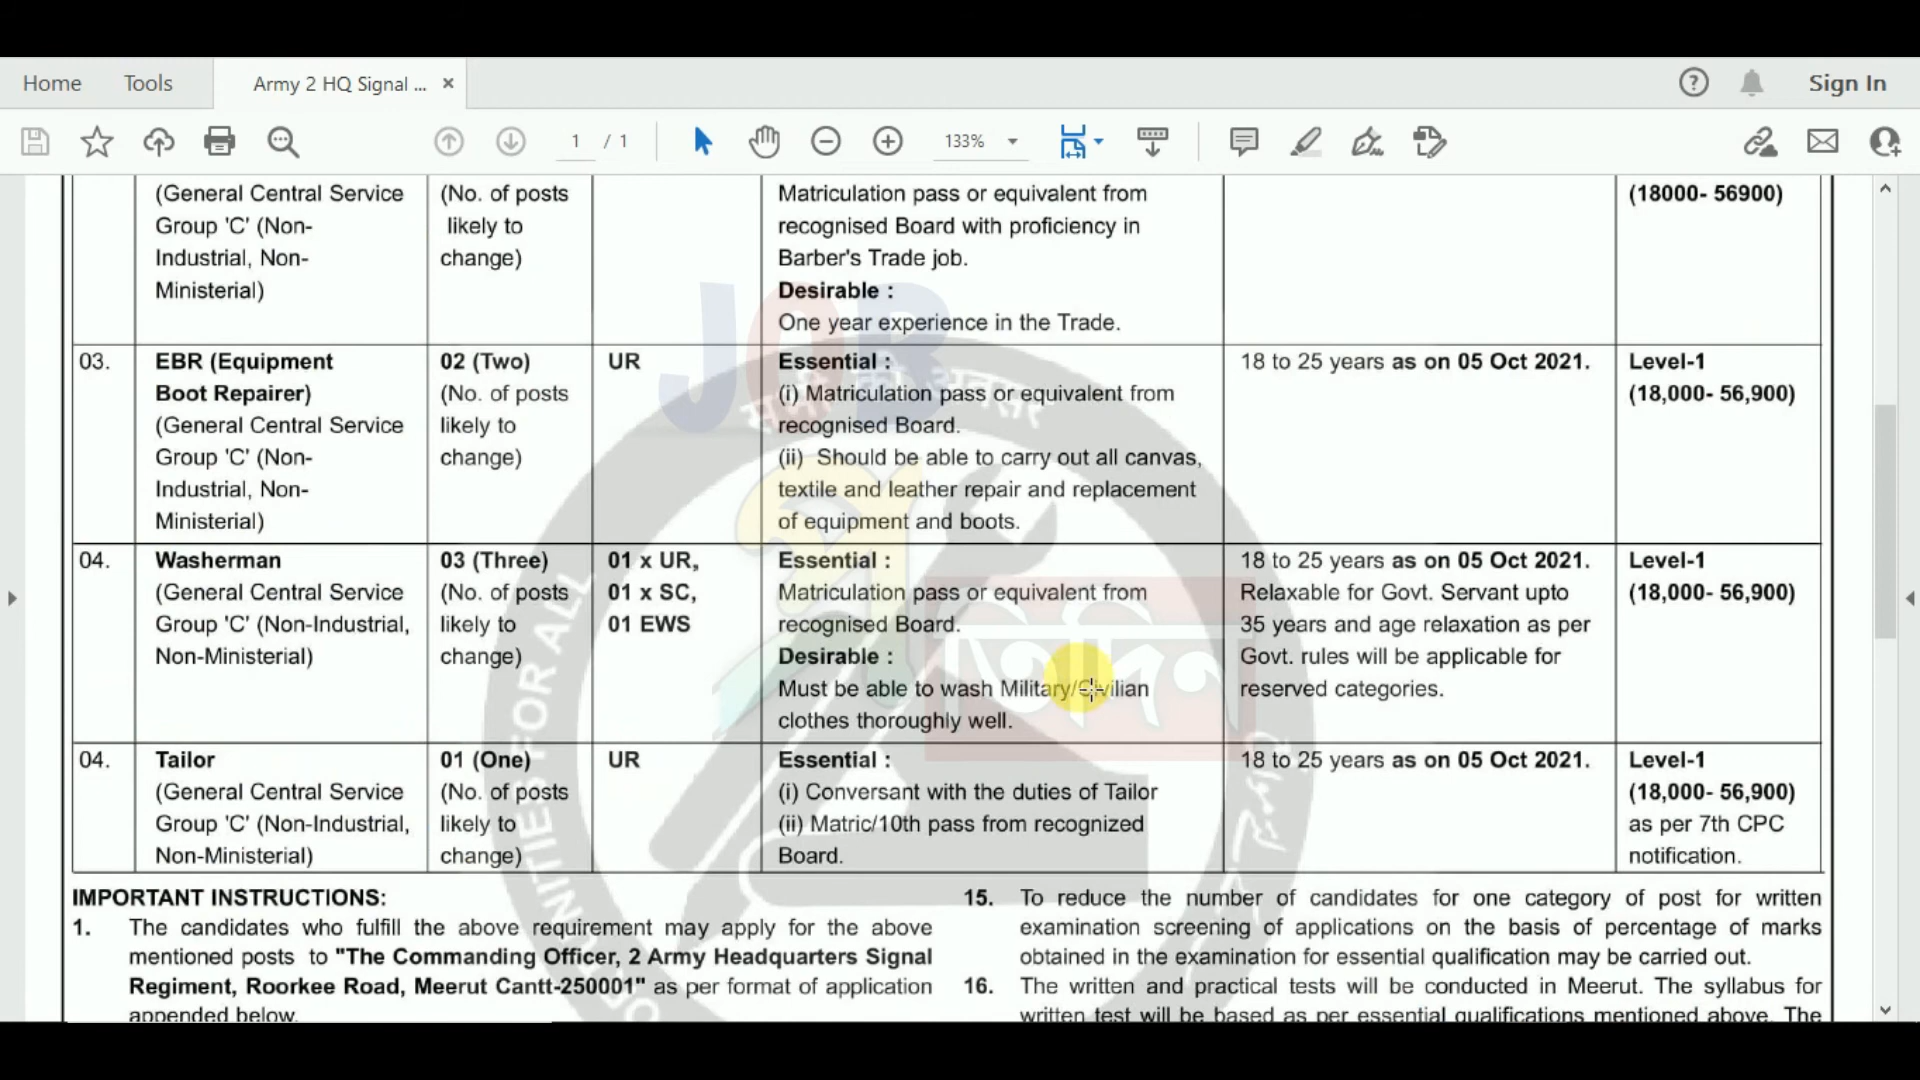 Home
Tools
Army 2 HQ Signal ...
Sign In
1 / 1
133%
(General Central Service
Group 'C' (Non-
Industrial, Non-
Ministerial)
(No. of posts
likely to
change)
Matriculation pass or equivalent from
recognised Board with proficiency in
Barber's Trade job.
Desirable :
One year experience in the Trade.
(18000- 56900)
03.
EBR (Equipment
Boot Repairer)
(General Central Service
Group 'C' (Non-
Industrial, Non-
Ministerial)
02 (Two)
(No. of posts
likely to
change)
UR
Essential :
(i) Matriculation pass or equivalent from
recognised Board.
(ii) Should be able to carry out all canvas,
textile and leather repair and replacement
of equipment and boots.
18 to 25 years as on 05 Oct 2021.
Level-1
(18,000- 56,900)
04.
Washerman
(General Central Service
Group 'C' (Non-Industrial,
Non-Ministerial)
03 (Three)
(No. of posts
likely to
change)
01 x UR,
01 x SC,
01 EWS
Essential :
Matriculation pass or equivalent from
recognised Board.
Desirable :
Must be able to wash Military/Civilian
clothes thoroughly well.
18 to 25 years as on 05 Oct 2021.
Relaxable for Govt. Servant upto
35 years and age relaxation as per
Govt. rules will be applicable for
reserved categories.
Level-1
(18,000- 56,900)
04.
Tailor
(General Central Service
Group 'C' (Non-Industrial,
Non-Ministerial)
01 (One)
(No. of posts
likely to
change)
UR
Essential :
(i) Conversant with the duties of Tailor
(ii) Matric/10th pass from recognized
Board.
18 to 25 years as on 05 Oct 2021.
Level-1
(18,000- 56,900)
as per 7th CPC
notification.
IMPORTANT INSTRUCTIONS:
1. The candidates who fulfill the above requirement may apply for the above
mentioned posts to "The Commanding Officer, 2 Army Headquarters Signal
Regiment, Roorkee Road, Meerut Cantt-250001" as per format of application
appended below.
15. To reduce the number of candidates for one category of post for written
examination screening of applications on the basis of percentage of marks
obtained in the examination for essential qualification may be carried out.
16. The written and practical tests will be conducted in Meerut. The syllabus for
written test will be based as per essential qualifications mentioned above. The
JOB
FOR ALL